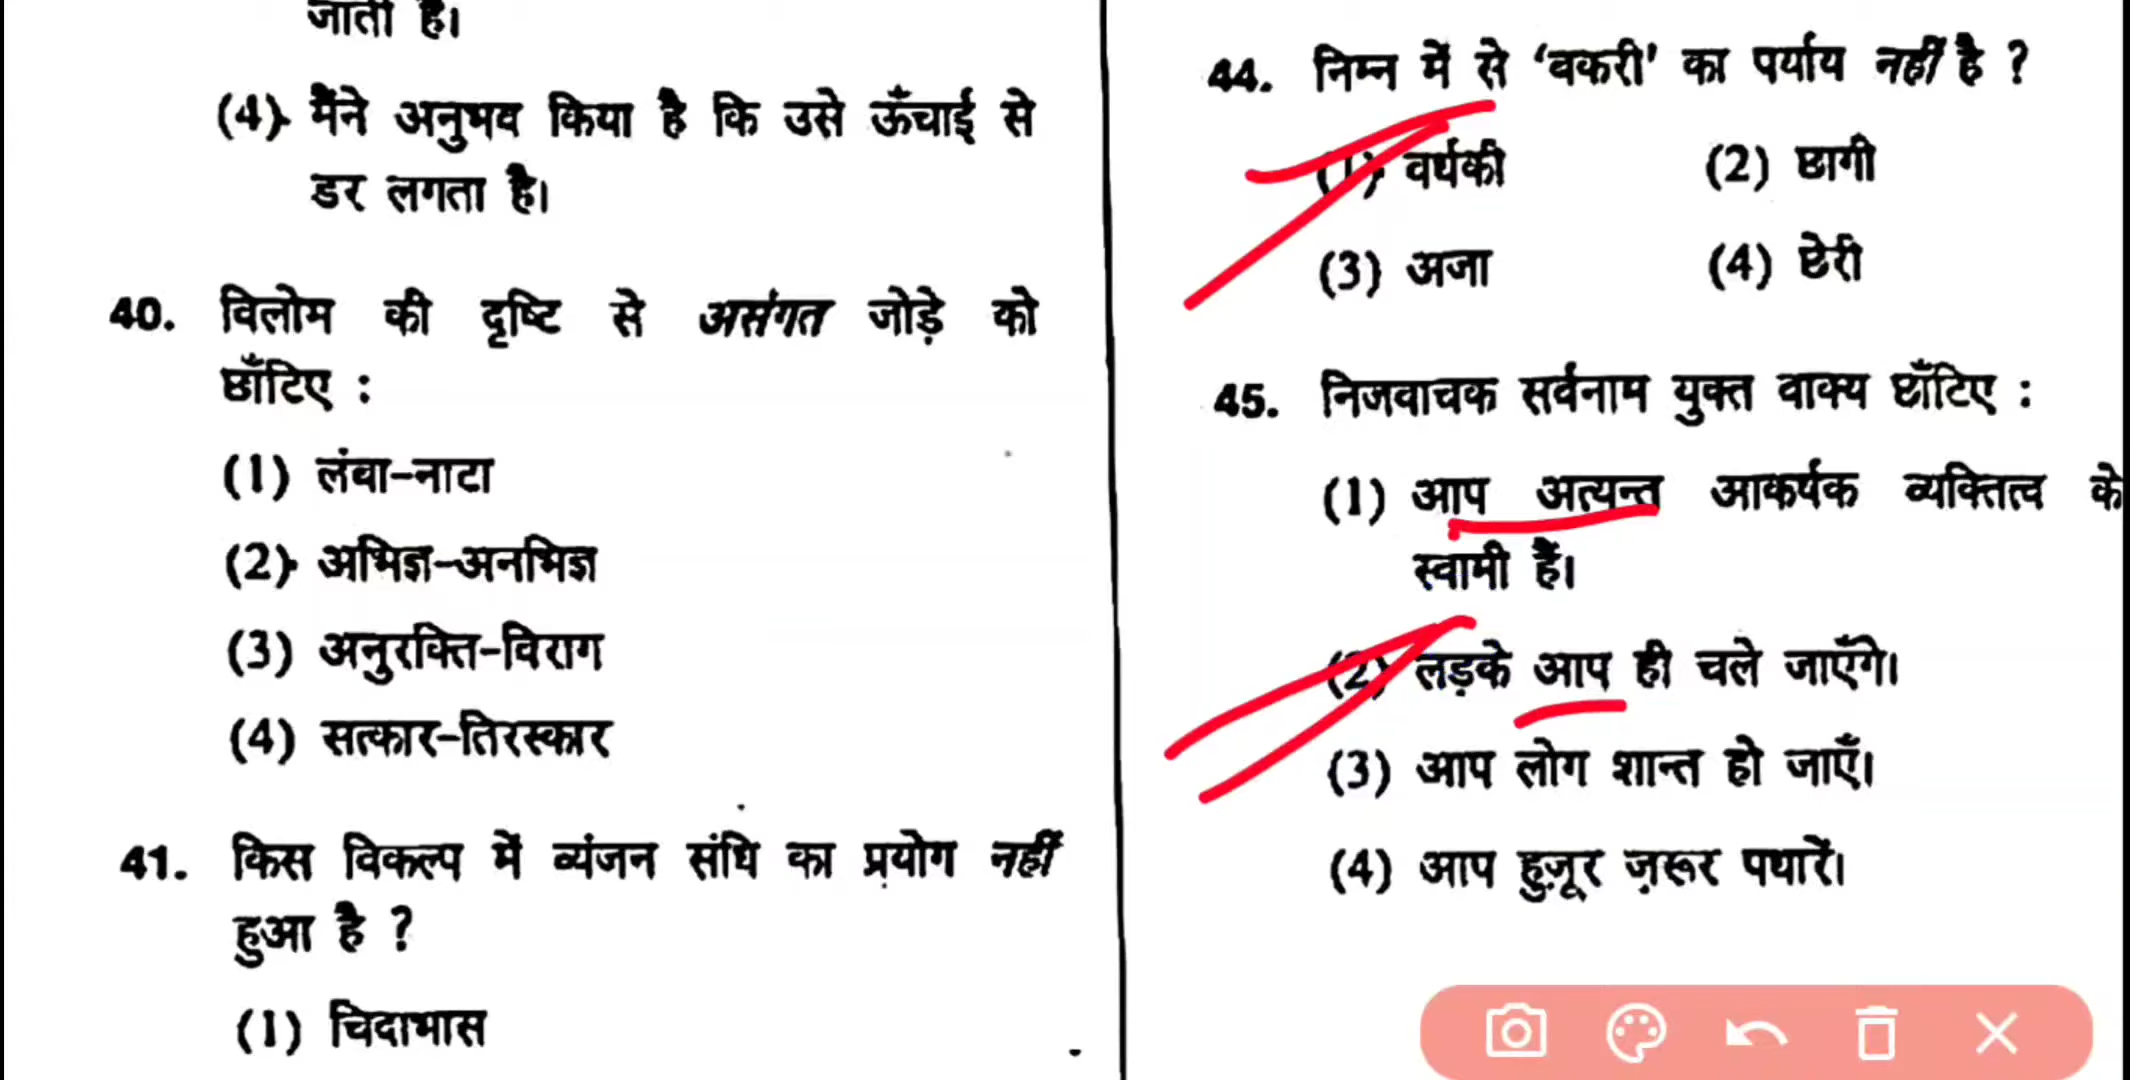 जाती है।
(4) मैंने अनुभव किया है कि उसे ऊँचाई से
डर लगता है।
40. विलोम की दृष्टि से असंगत जोड़े को
छाँटिए :
(1) लंबा-नाटा
(2) अभिज्ञ-अनभिज्ञ
(3) अनुरक्ति-विराग
(4) सत्कार-तिरस्कार
41. किस विकल्प में व्यंजन संधि का प्रयोग नहीं
हुआ है ?
(1) चिदाभास
44. निम्न में से ‘बकरी’ का पर्याय नहीं है ?
(1) वर्धकी (2) छागी
(3) अजा (4) छेरी
45. निजवाचक सर्वनाम युक्त वाक्य छाँटिए :
(1) आप अत्यन्त आकर्षक व्यक्तित्व के
स्वामी हैं।
(2) लड़के आप ही चले जाएँगे।
(3) आप लोग शान्त हो जाएँ।
(4) आप हुज़ूर ज़रूर पधारें।